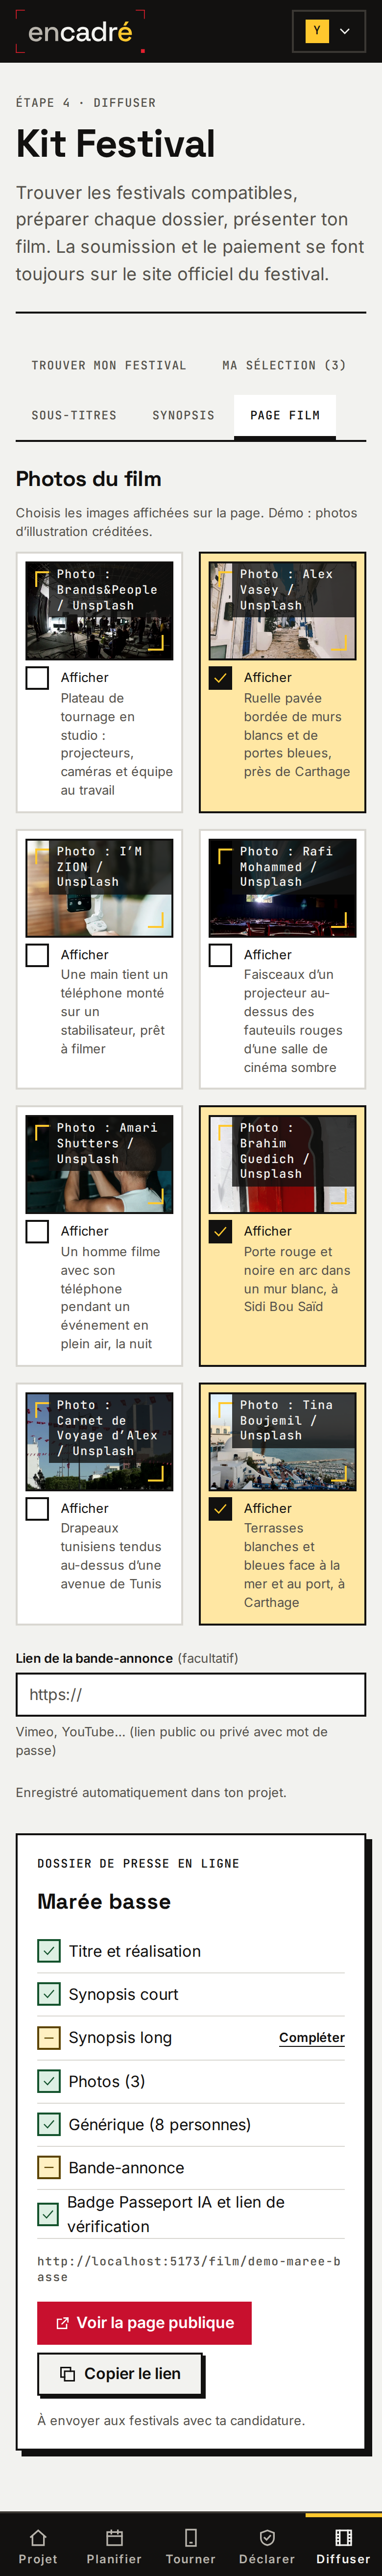 encadré
Y
ÉTAPE 4 · DIFFUSER
Kit Festival
Trouver les festivals compatibles,
préparer chaque dossier, présenter ton
film. La soumission et le paiement se font
toujours sur le site officiel du festival.
TROUVER MON FESTIVAL
MA SÉLECTION (3)
SOUS-TITRES
SYNOPSIS
PAGE FILM
Photos du film
Choisis les images affichées sur la page. Démo : photos
d'illustration créditées.
Photo :
Brands&People
/ Unsplash
Afficher
Plateau de
tournage en
studio :
projecteurs,
caméras et équipe
au travail
Photo : Alex
Vasey /
Unsplash
Afficher
Ruelle pavée
bordée de murs
blancs et de
portes bleues,
près de Carthage
Photo : I'M
ZION /
Unsplash
Afficher
Une main tient un
téléphone monté
sur un
stabilisateur, prêt
à filmer
Photo : Rafi
Mohammed /
Unsplash
Afficher
Faisceaux d'un
projecteur au-
dessus des
fauteuils rouges
d'une salle de
cinéma sombre
Photo : Amari
Shutters /
Unsplash
Afficher
Un homme filme
avec son
téléphone
pendant un
événement en
plein air, la nuit
Photo :
Brahim
Guedich /
Unsplash
Afficher
Porte rouge et
noire en arc dans
un mur blanc, à
Sidi Bou Saïd
Photo :
Carnet de
Voyage d'Alex
/ Unsplash
Afficher
Drapeaux
tunisiens tendus
au-dessus d'une
avenue de Tunis
Photo : Tina
Boujemil /
Unsplash
Afficher
Terrasses
blanches et
bleues face à la
mer et au port, à
Carthage
Lien de la bande-annonce (facultatif)
https://
Vimeo, YouTube… (lien public ou privé avec mot de
passe)
Enregistré automatiquement dans ton projet.
DOSSIER DE PRESSE EN LIGNE
Marée basse
Titre et réalisation
Synopsis court
Synopsis long
Compléter
Photos (3)
Générique (8 personnes)
Bande-annonce
Badge Passeport IA et lien de
vérification
http://localhost:5173/film/demo-maree-b
asse
Voir la page publique
Copier le lien
À envoyer aux festivals avec ta candidature.
Projet
Planifier
Tourner
Déclarer
Diffuser